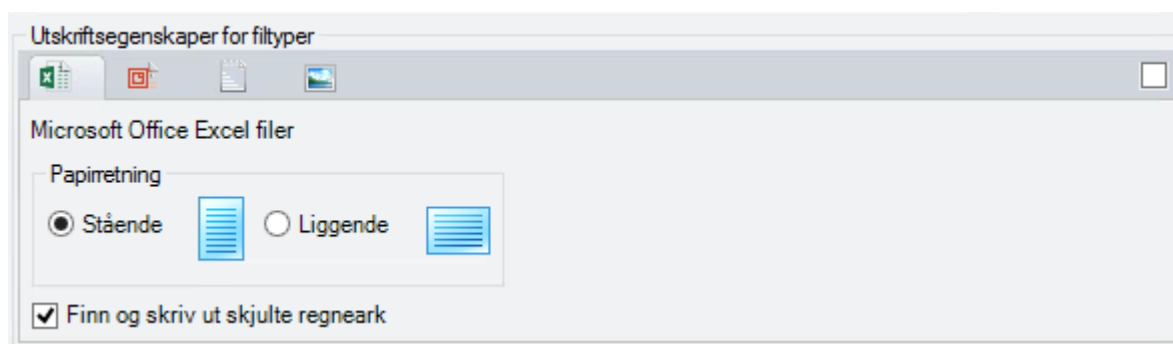 Utskriftsegenskaper for filtyper
Microsoft Office Excel filer
Papirretning
Stående
Liggende
Finn og skriv ut skjulte regneark